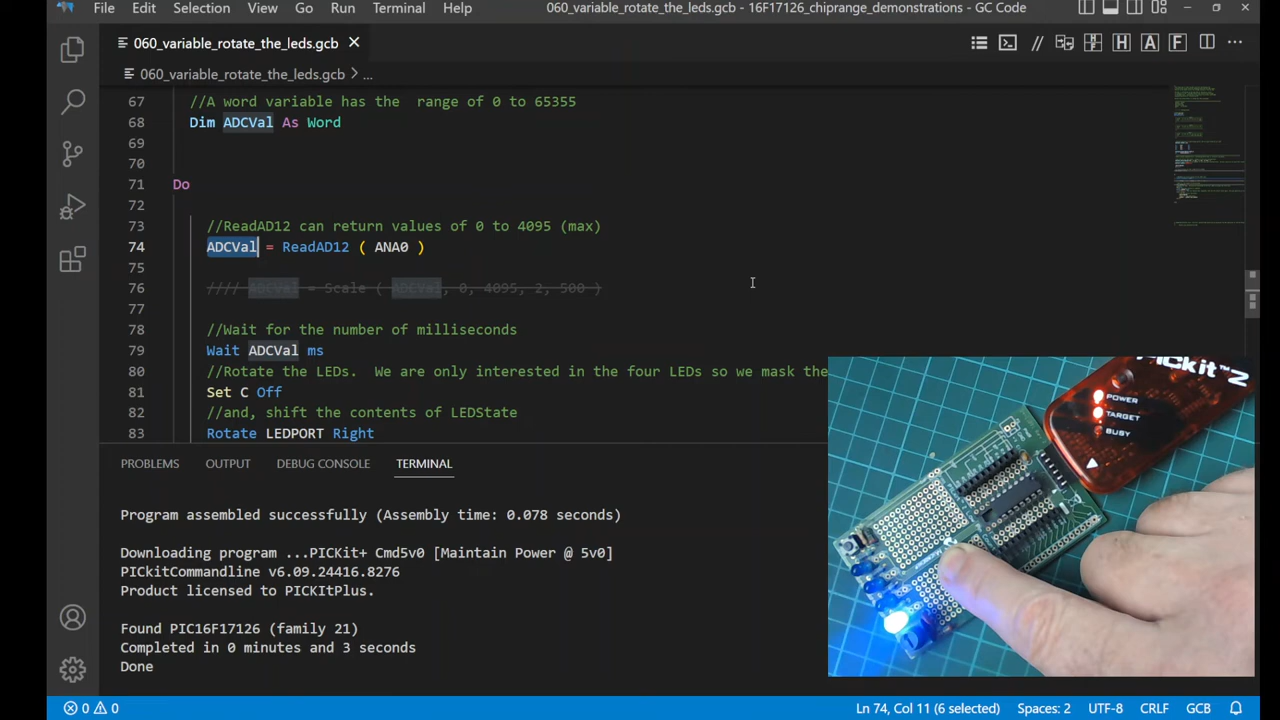 File Edit Selection View Go Run Terminal Help 060_variable_rotate_the_leds.gcb - 16F17126_chiprange_demonstrations - GC Code
060_variable_rotate_the_leds.gcb
060_variable_rotate_the_leds.gcb > ...
67 //A word variable has the  range of 0 to 65355
68 Dim ADCVal As Word
69
70
71 Do
72
73 //ReadAD12 can return values of 0 to 4095 (max)
74 ADCVal = ReadAD12 ( ANA0 )
75
76 //// ADCVal = Scale ( ADCVal, 0, 4095, 2, 500 )
77
78 //Wait for the number of milliseconds
79 Wait ADCVal ms
80 //Rotate the LEDs.  We are only interested in the four LEDs so we mask the
81 Set C Off
82 //and, shift the contents of LEDState
83 Rotate LEDPORT Right
PROBLEMS OUTPUT DEBUG CONSOLE TERMINAL
Program assembled successfully (Assembly time: 0.078 seconds)
Downloading program ...PICKit+ Cmd5v0 [Maintain Power @ 5v0]
PICkitCommandline v6.09.24416.8276
Product licensed to PICKItPlus.
Found PIC16F17126 (family 21)
Completed in 0 minutes and 3 seconds
Done
PICkit™ 2
POWER
TARGET
BUSY
0 0 Ln 74, Col 11 (6 selected) Spaces: 2 UTF-8 CRLF GCB